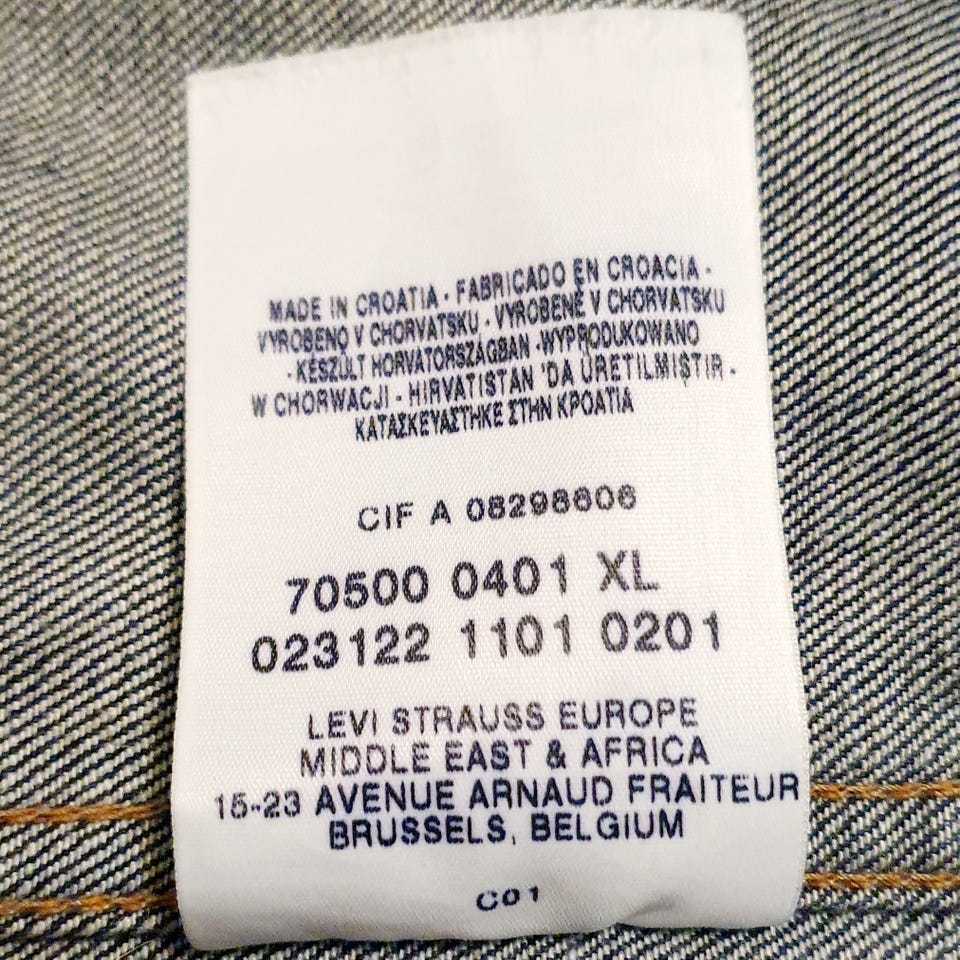 MADE IN CROATIA · FABRICADO EN CROACIA ·
VYROBENO V CHORVATSKU · VYROBENÉ V CHORVATSKU
· KÉSZÜLT HORVÁTORSZÁGBAN · WYPRODUKOWANO
W CHORWACJI · HIRVATISTAN 'DA ÜRETILMIŞTIR ·
ΚΑΤΑΣΚΕΥΑΣΤΗΚΕ ΣΤΗΝ ΚΡΟΑΤΙΑ
CIF A 08298606
70500 0401 XL
023122 1101 0201
LEVI STRAUSS EUROPE
MIDDLE EAST & AFRICA
15-23 AVENUE ARNAUD FRAITEUR
BRUSSELS, BELGIUM
C01